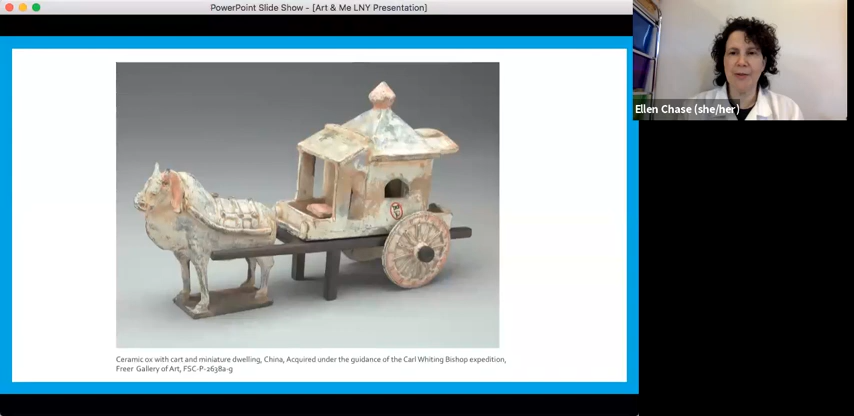 PowerPoint Slide Show - [Art & Me LNY Presentation]
Ellen Chase (she/her)
Ceramic ox with cart and miniature dwelling, China, Acquired under the guidance of the Carl Whiting Bishop expedition,
Freer Gallery of Art, FSC-P-2638a-g